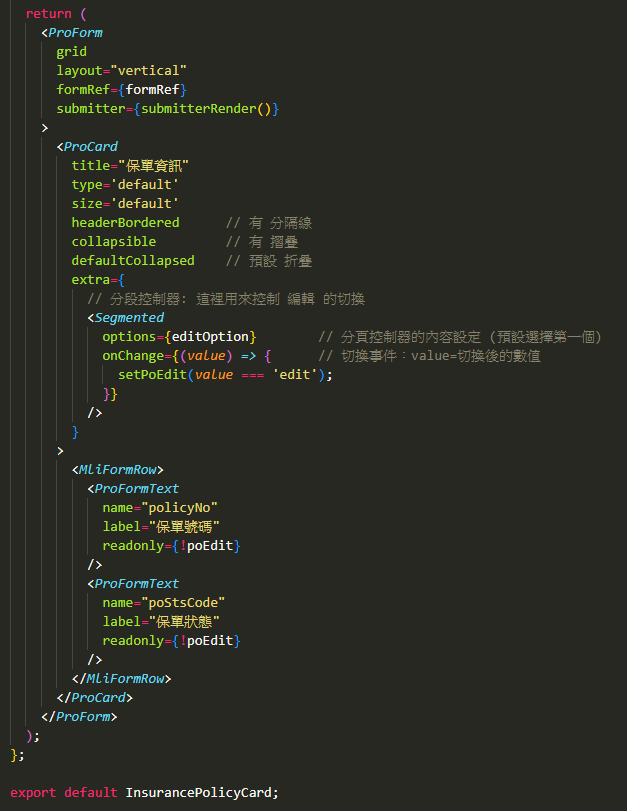 return (
<ProForm
grid
layout="vertical"
formRef={formRef}
submitter={submitterRender()}
>
<ProCard
title="保單資訊"
type='default'
size='default'
headerBordered      // 有 分隔線
collapsible         // 有 摺疊
defaultCollapsed    // 預設 折疊
extra={
// 分段控制器: 這裡用來控制 編輯 的切換
<Segmented
options={editOption}        // 分頁控制器的內容設定 (預設選擇第一個)
onChange={(value) => {      // 切換事件：value=切換後的數值
setPoEdit(value === 'edit');
}}
/>
}
>
<MliFormRow>
<ProFormText
name="policyNo"
label="保單號碼"
readonly={!poEdit}
/>
<ProFormText
name="poStsCode"
label="保單狀態"
readonly={!poEdit}
/>
</MliFormRow>
</ProCard>
</ProForm>
);
};
export default InsurancePolicyCard;